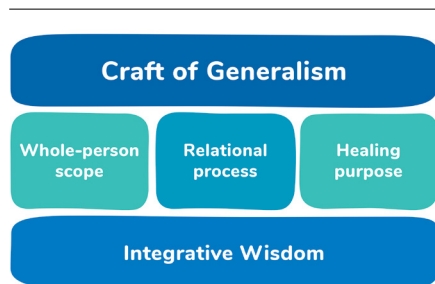 Craft of Generalism
Whole-person
scope
Relational
process
Healing
purpose
Integrative Wisdom